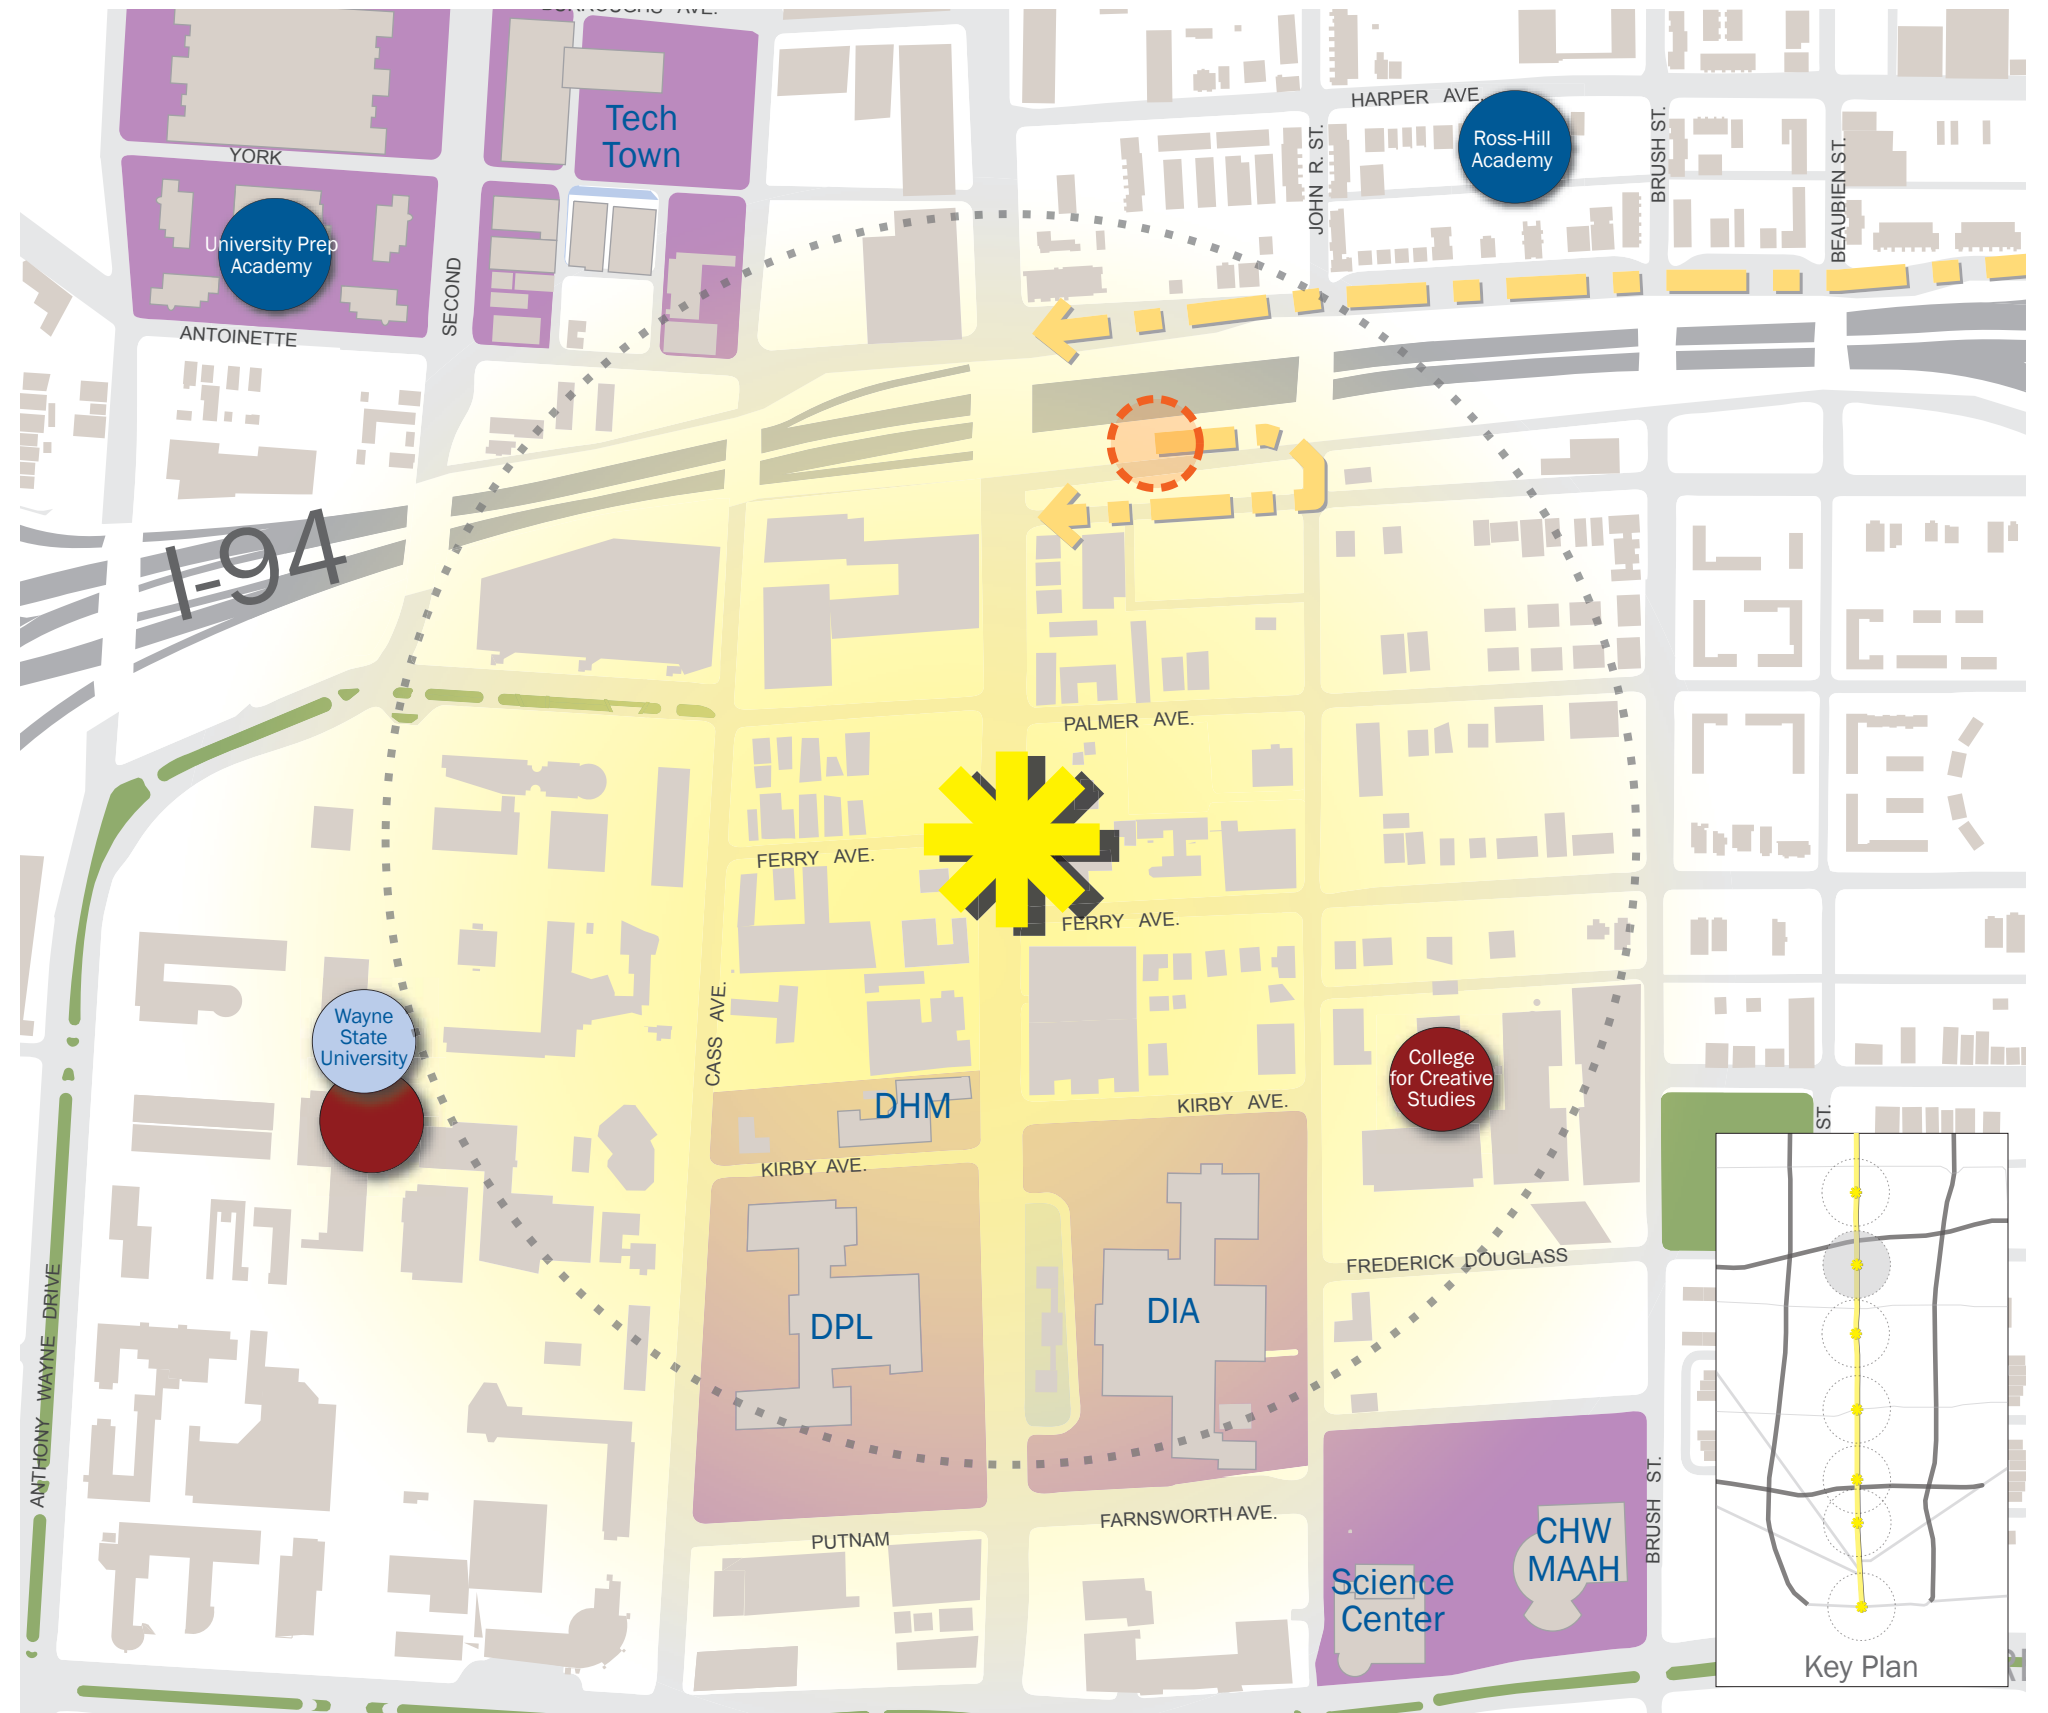 BURROUGHS AVE.
Tech
Town
HARPER AVE.
Ross-Hill
Academy
JOHN R. ST.
BRUSH ST.
BEAUBIEN ST.
YORK
University Prep
Academy
SECOND
ANTOINETTE
I-94
PALMER AVE.
FERRY AVE.
FERRY AVE.
Wayne
State
University
CASS AVE.
College
for Creative
Studies
DHM
KIRBY AVE.
KIRBY AVE.
ST.
FREDERICK DOUGLASS
DPL
DIA
ANTHONY WAYNE DRIVE
FARNSWORTH AVE.
PUTNAM
BRUSH ST.
CHW
MAAH
Science
Center
Key Plan